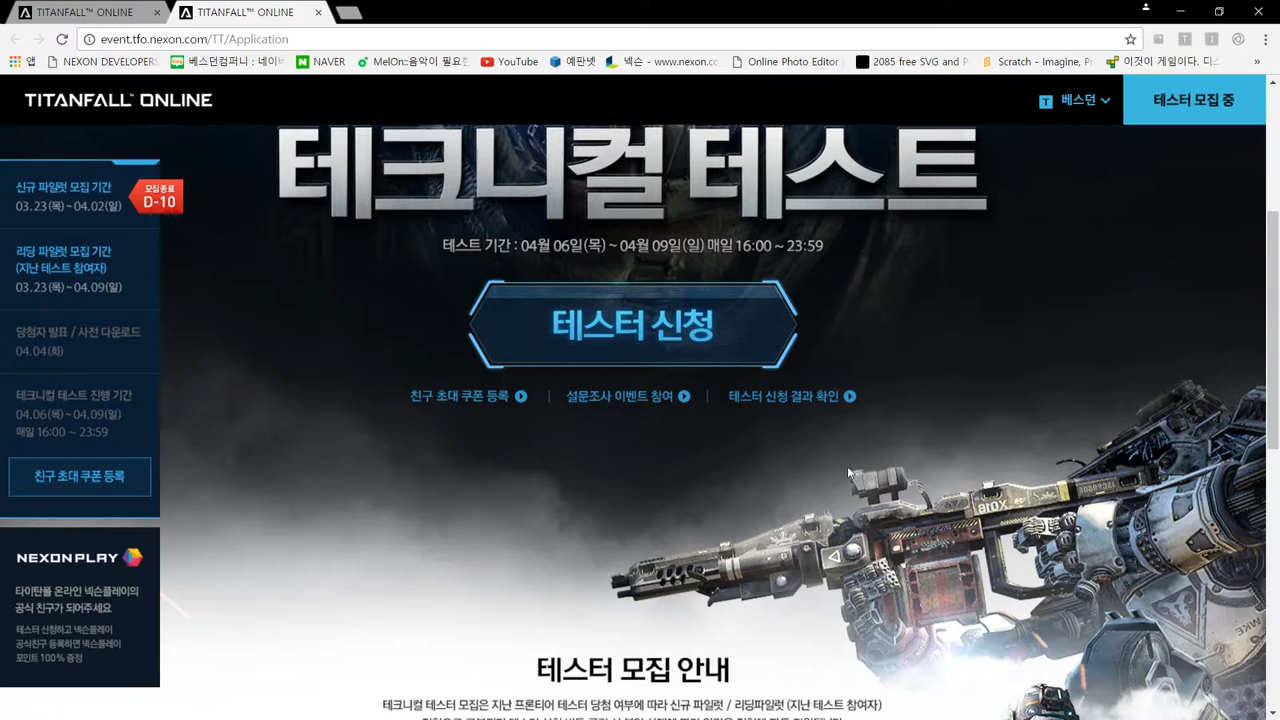 TITANFALL™ ONLINE
TITANFALL™ ONLINE
event.tfo.nexon.com/TT/Application
앱
NEXON DEVELOPERS
베스던컴퍼니 : 네이버
NAVER
MelOn::음악이 필요한
YouTube
예판넷
넥슨 - www.nexon.co
Online Photo Editor
2085 free SVG and P
Scratch - Imagine, Pr
이것이 게임이다. 디스
TITANFALL™ ONLINE
베스던
테스터 모집 중
테크니컬 테스트
테스트 기간 : 04월 06일(목) ~ 04월 09일(일) 매일 16:00 ~ 23:59
테스터 신청
친구 초대 쿠폰 등록
설문조사 이벤트 참여
테스터 신청 결과 확인
신규 파일럿 모집 기간
03.23(목) ~ 04.02(일)
모집종료
D-10
리딩 파일럿 모집 기간
(지난 테스트 참여자)
03.23(목) ~ 04.09(일)
당첨자 발표 / 사전 다운로드
04.04(화)
테크니컬 테스트 진행 기간
04.06(목) ~ 04.09(일)
매일 16:00 ~ 23:59
친구 초대 쿠폰 등록
NEXONPLAY
타이탄폴 온라인 넥슨플레이의
공식 친구가 되어주세요
테스터 신청하고 넥슨플레이
공식친구 등록하면 넥슨플레이
포인트 100% 증정
테스터 모집 안내
테크니컬 테스터 모집은 지난 프론티어 테스터 당첨 여부에 따라 신규 파일럿 / 리딩파일럿 (지난 테스트 참여자)